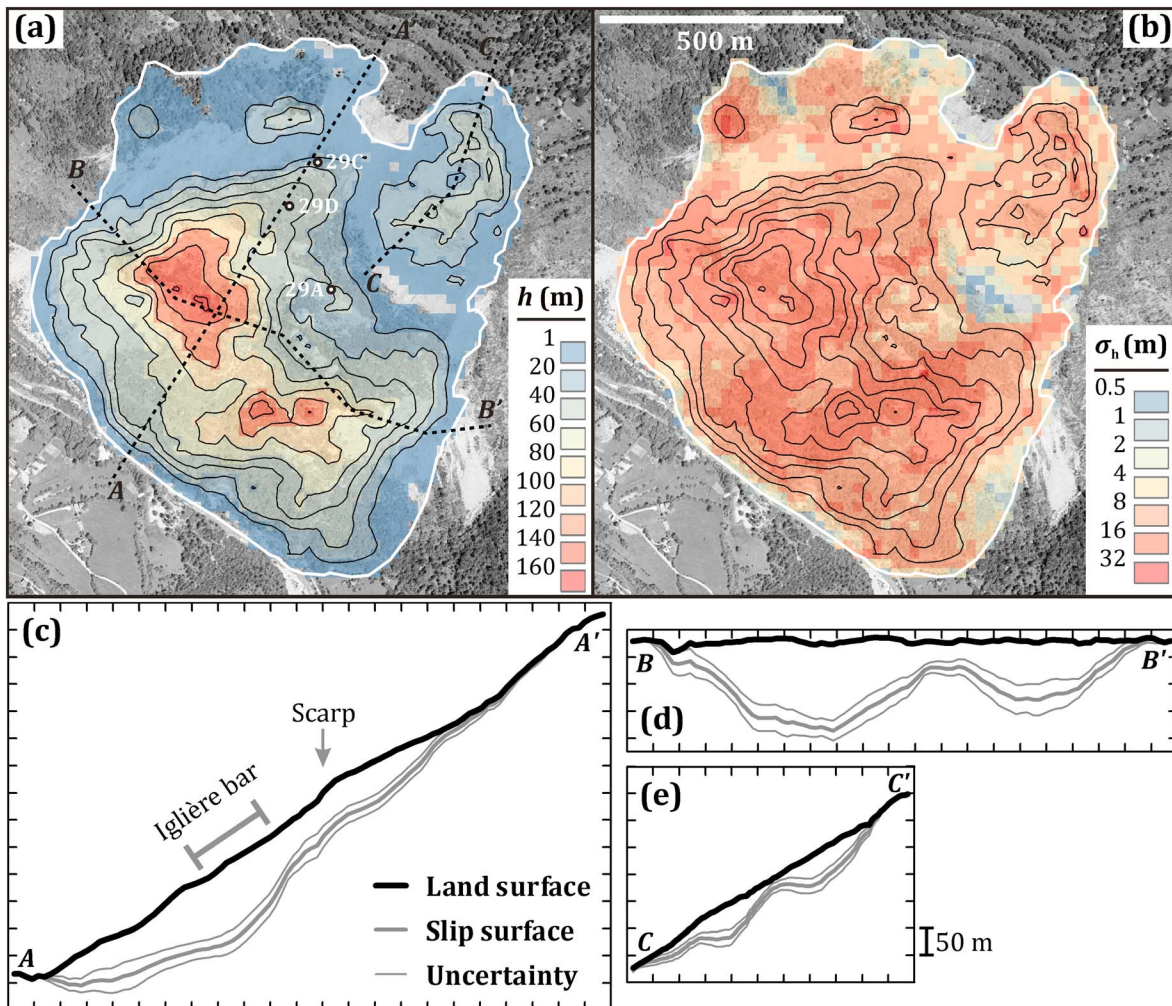 (a)
A′
C′
B
29C
29D
29A
C
A
B′
h (m)
1
20
40
60
80
100
120
140
160
(b)
500 m
σh (m)
0.5
1
2
4
8
16
32
(c)
A′
Scarp
Iglière bar
A
Land surface
Slip surface
Uncertainty
B
B′
(d)
(e)
C′
C
50 m